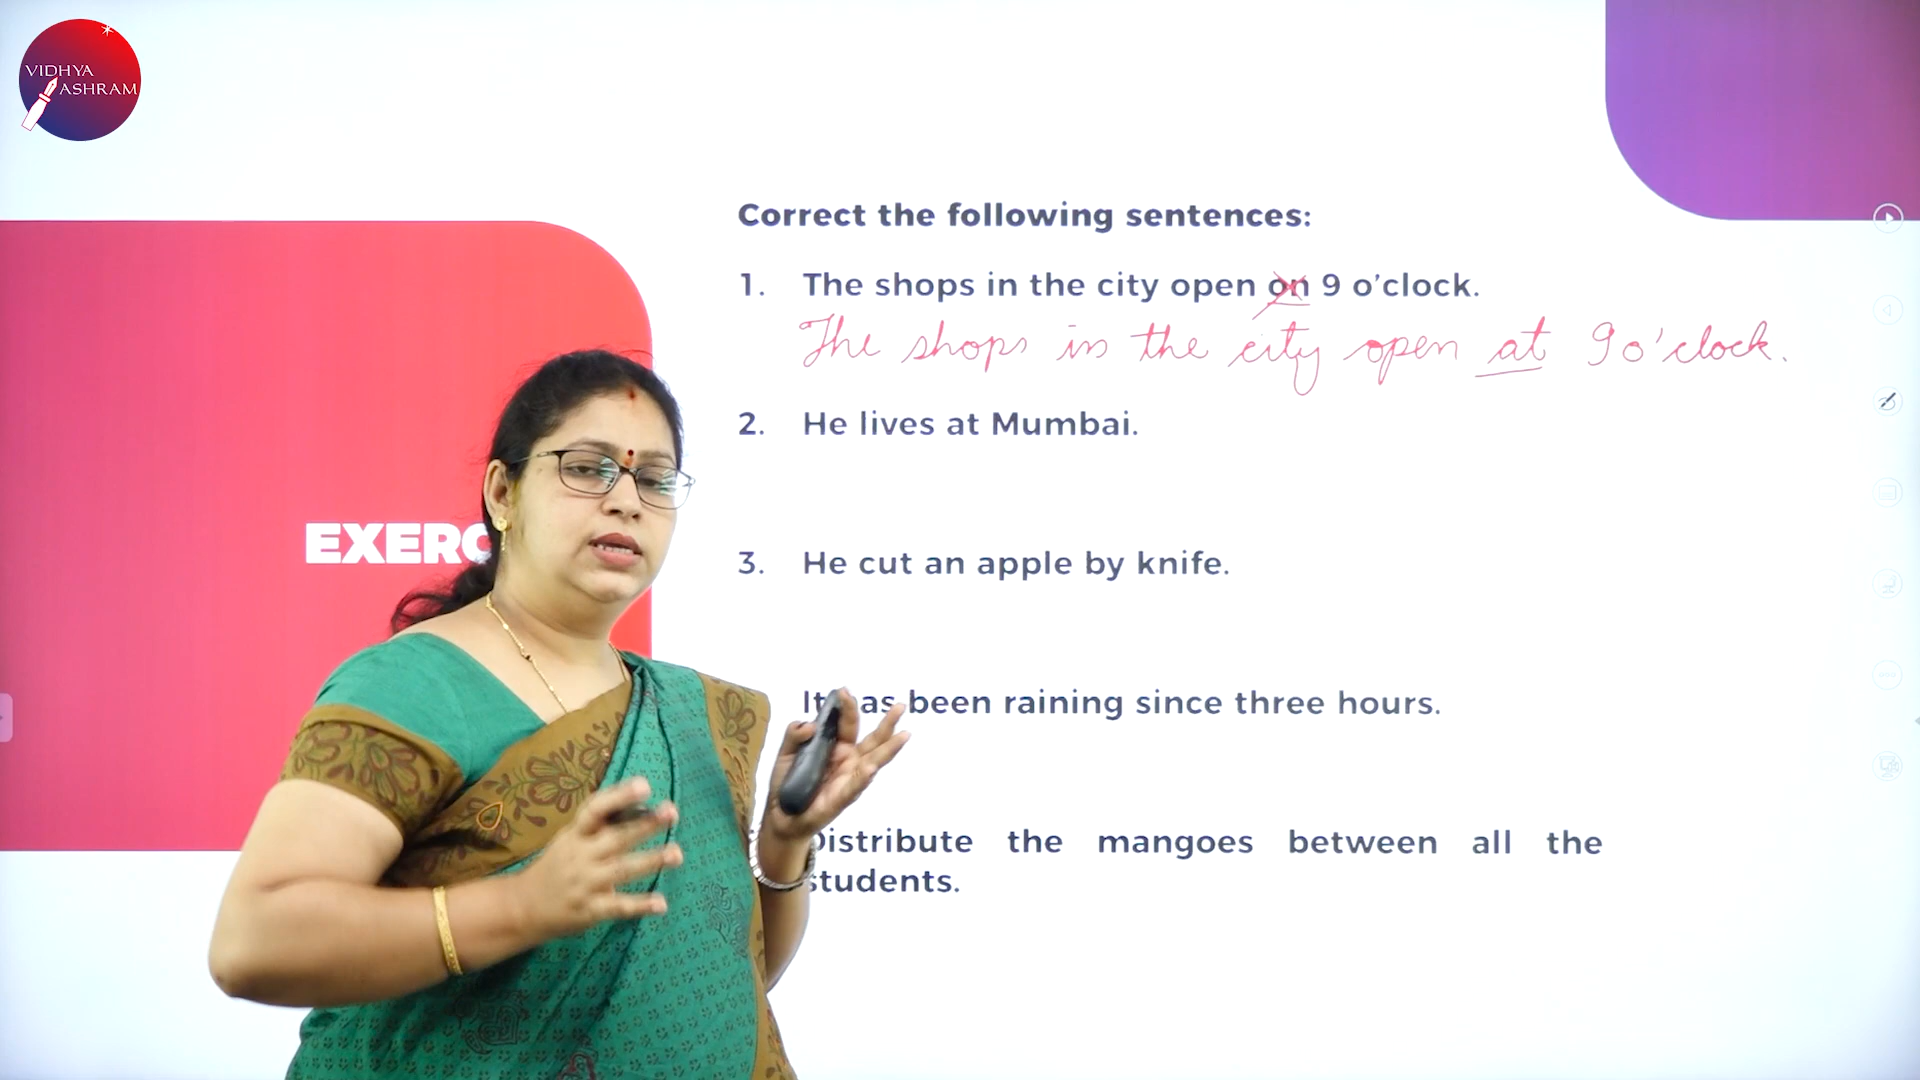 VIDHYA
ASHRAM
Correct the following sentences:
1. The shops in the city open on 9 o'clock.
The shops in the city open at 9 o'clock.
2. He lives at Mumbai.
EXERC
3. He cut an apple by knife.
been raining since three hours.
Distribute the mangoes between all the
students.